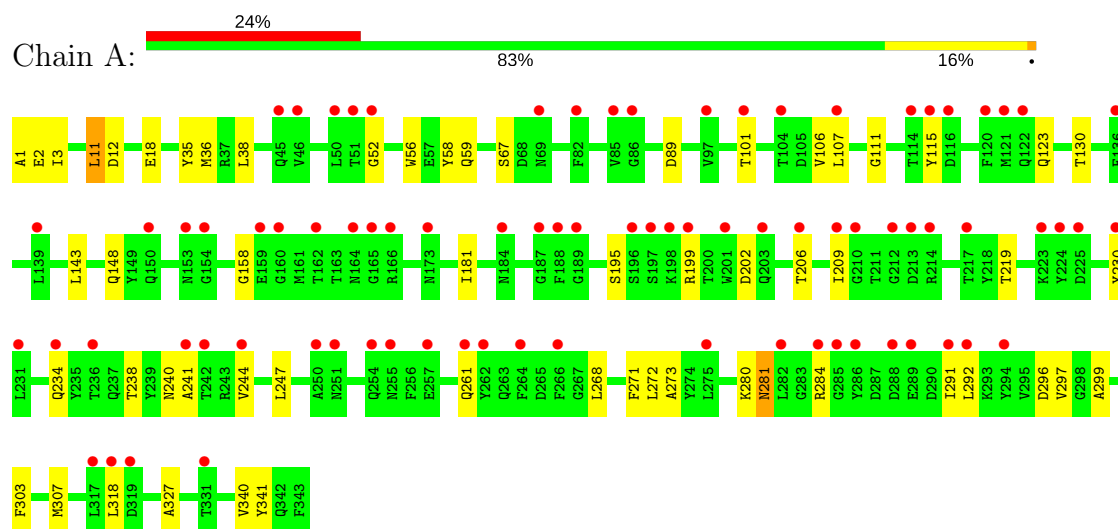 24%
Chain A:
83% 16% •
A1 E2 I3 L11 D12 E18 Y35 M36 R37 L38 Q45 V46 L50 T51 G52 W56 E57 Y58 Q59 S67 D68 N69 F82 Y85 G86 D89 V97 T101 T104 D105 V106 L107 G111 T114 Y115 D116 F120 M121 Q122 Q123 T130 E136
L139 L143 Q148 Y149 Q150 N153 G154 G158 E159 G160 M161 T162 T163 N164 G165 R166 N173 I181 N184 G187 F188 G189 S195 S196 S197 K198 R199 T200 W201 D202 Q203 T206 I209 G210 T211 G212 D213 R214 T217 Y218 T219 K223 Y224 D225 Y230
L231 Q234 Y235 T236 Q237 T238 Y239 N240 A241 T242 R243 V244 L247 A250 N251 Q254 N255 F256 E257 Q261 Y262 Q263 F264 D265 F266 G267 L268 F271 L272 A273 Y274 L275 K280 N281 L282 G283 R284 G285 Y286 D287 D288 E289 D290 I291 L292 K293 Y294 V295 D296 V297 G298 A299
F303 M307 L317 L318 D319 A327 T331 V340 Y341 Q342 F343